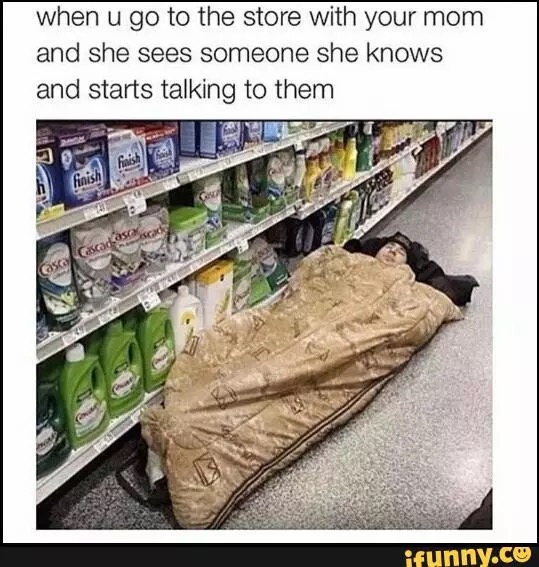 when u go to the store with your mom
and she sees someone she knows
and starts talking to them
finish
finish
Cascade
Cascade
ifunny.co